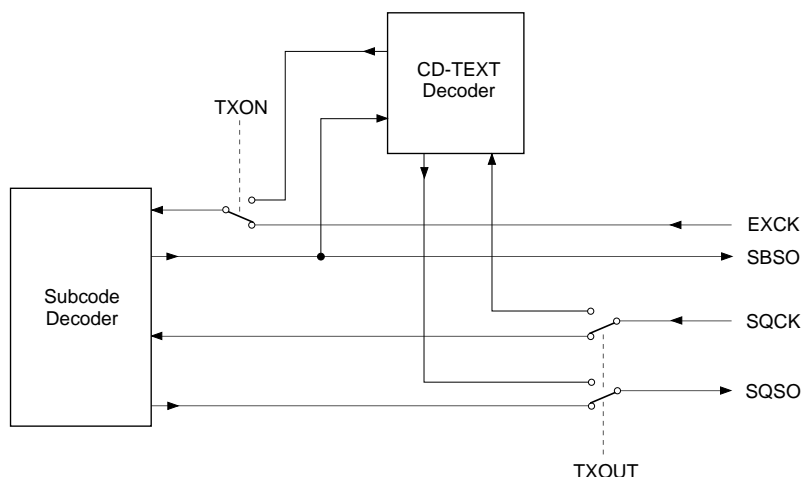 CD-TEXT
Decoder
TXON
EXCK
SBSO
Subcode
Decoder
SQCK
SQSO
TXOUT